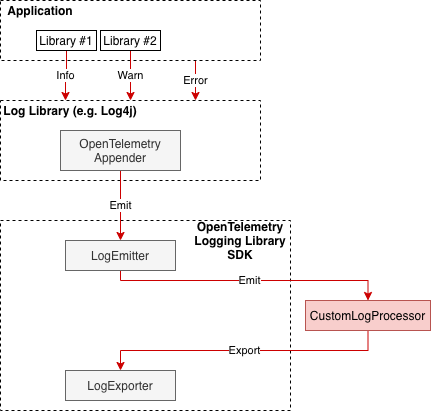 Application
Library #1
Library #2
Info
Warn
Error
Log Library (e.g. Log4j)
OpenTelemetry
Appender
Emit
OpenTelemetry
Logging Library
SDK
LogEmitter
Emit
CustomLogProcessor
Export
LogExporter